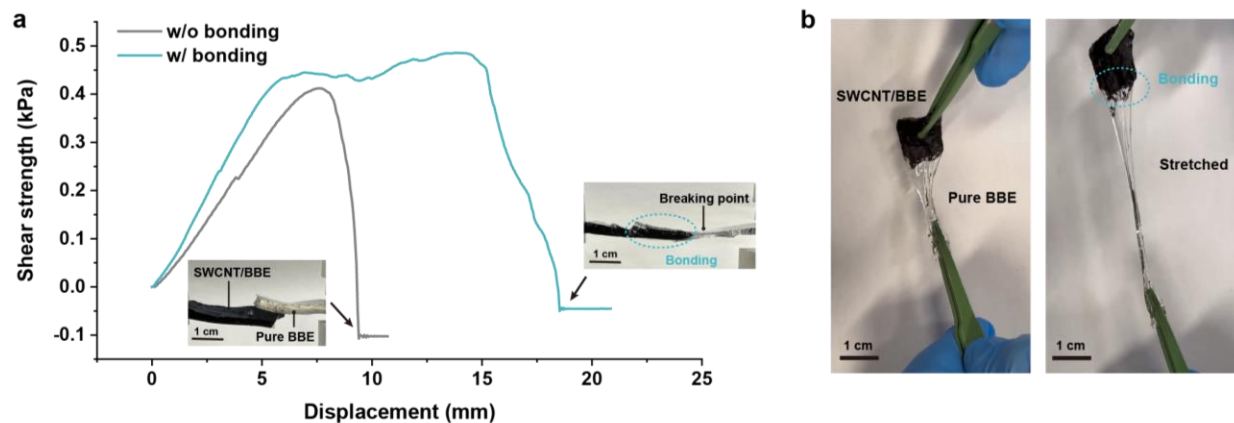 a
w/o bonding
w/ bonding
Shear strength (kPa)
0.5
0.4
0.3
0.2
0.1
0.0
-0.1
0
5
10
15
20
25
Displacement (mm)
SWCNT/BBE
Pure BBE
1 cm
Breaking point
Bonding
1 cm
b
SWCNT/BBE
Pure BBE
1 cm
Bonding
Stretched
1 cm